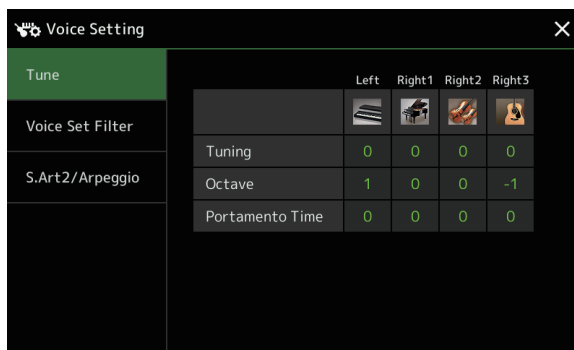 Voice Setting
Tune
Voice Set Filter
S.Art2/Arpeggio
Left Right1 Right2 Right3
Tuning 0 0 0 0
Octave 1 0 0 -1
Portamento Time 0 0 0 0